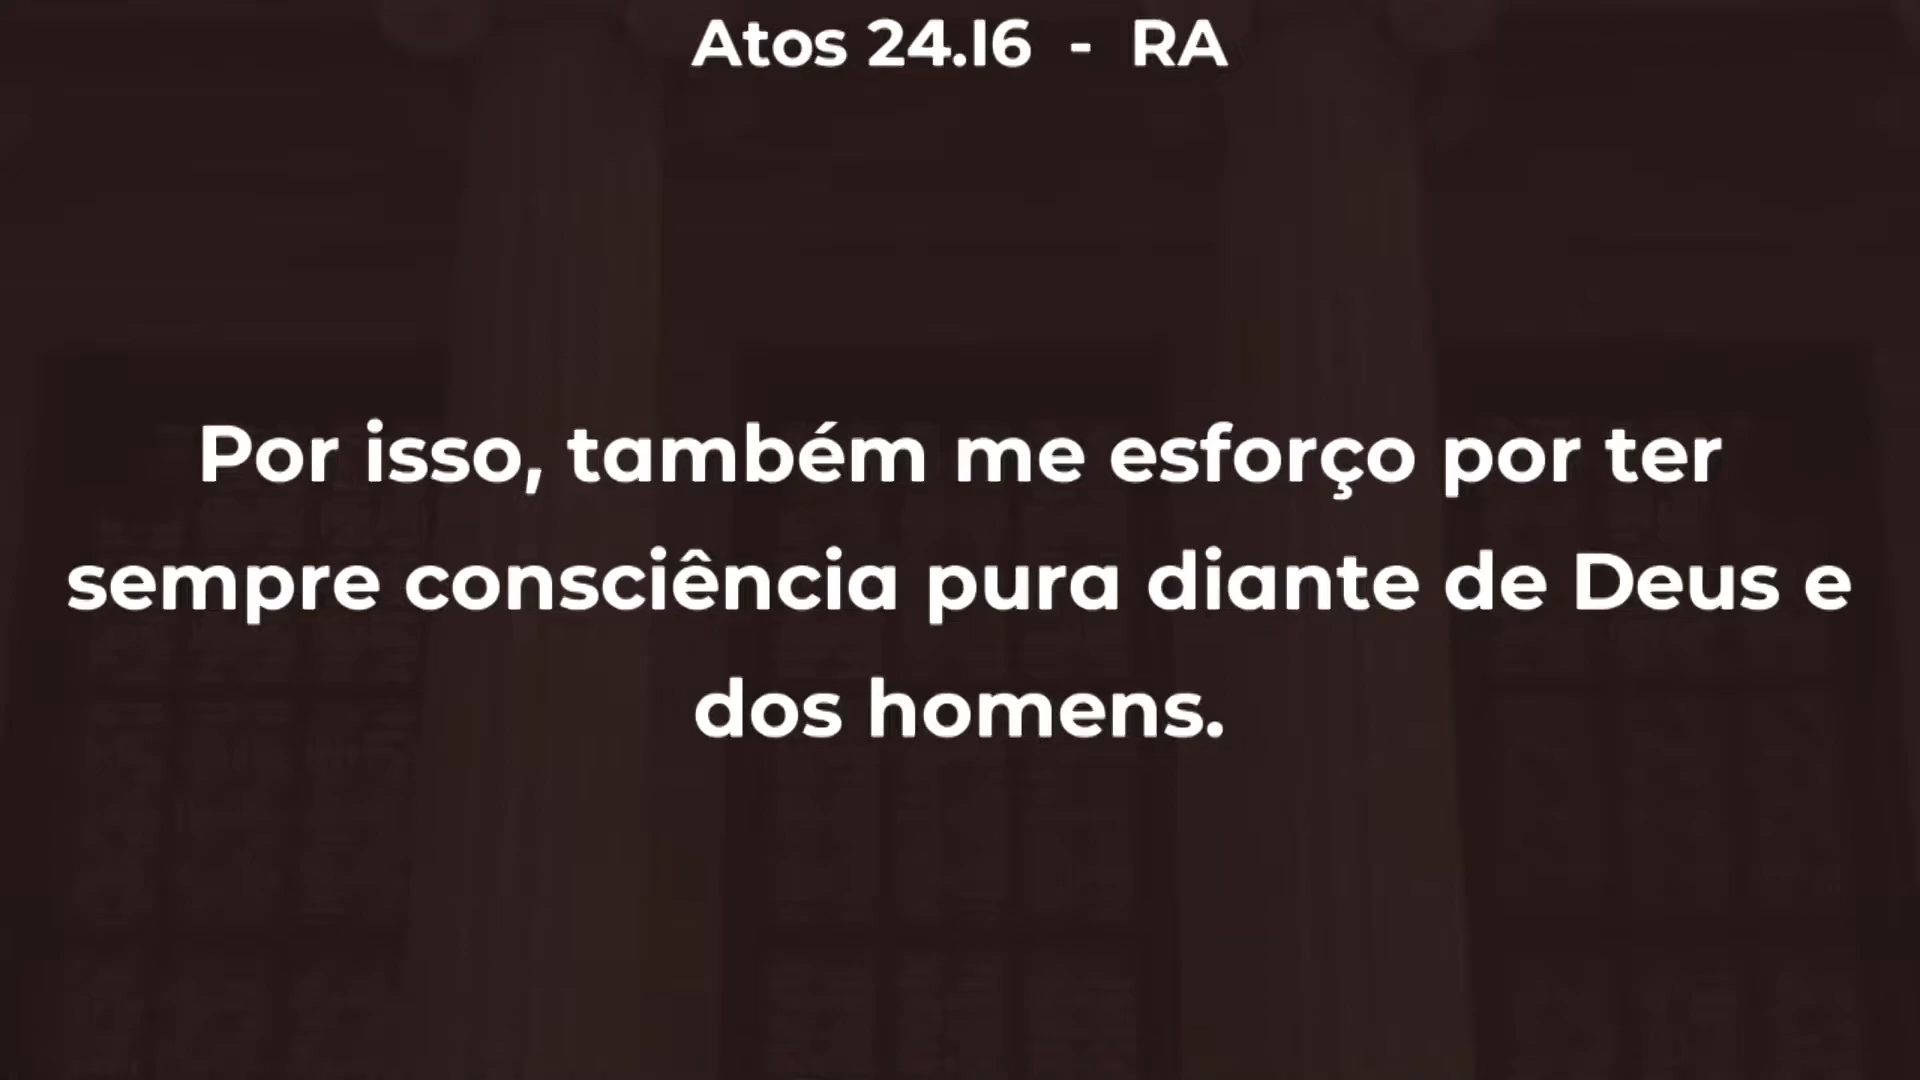 Atos 24.16 - RA
Por isso, também me esforço por ter
sempre consciência pura diante de Deus e
dos homens.